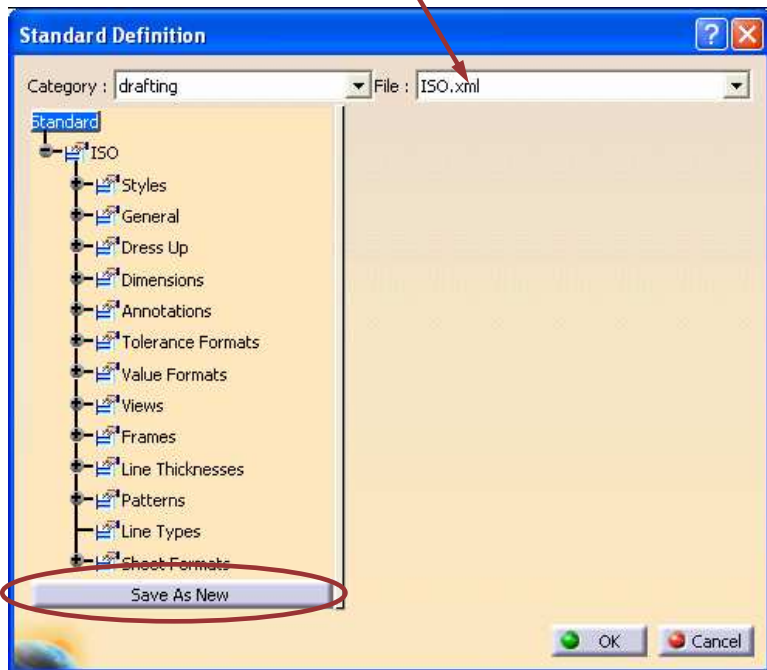 Standard Definition
Category : drafting File : ISO.xml
Standard
ISO
Styles
General
Dress Up
Dimensions
Annotations
Tolerance Formats
Value Formats
Views
Frames
Line Thicknesses
Patterns
Line Types
Sheet Formats
Save As New
OK Cancel